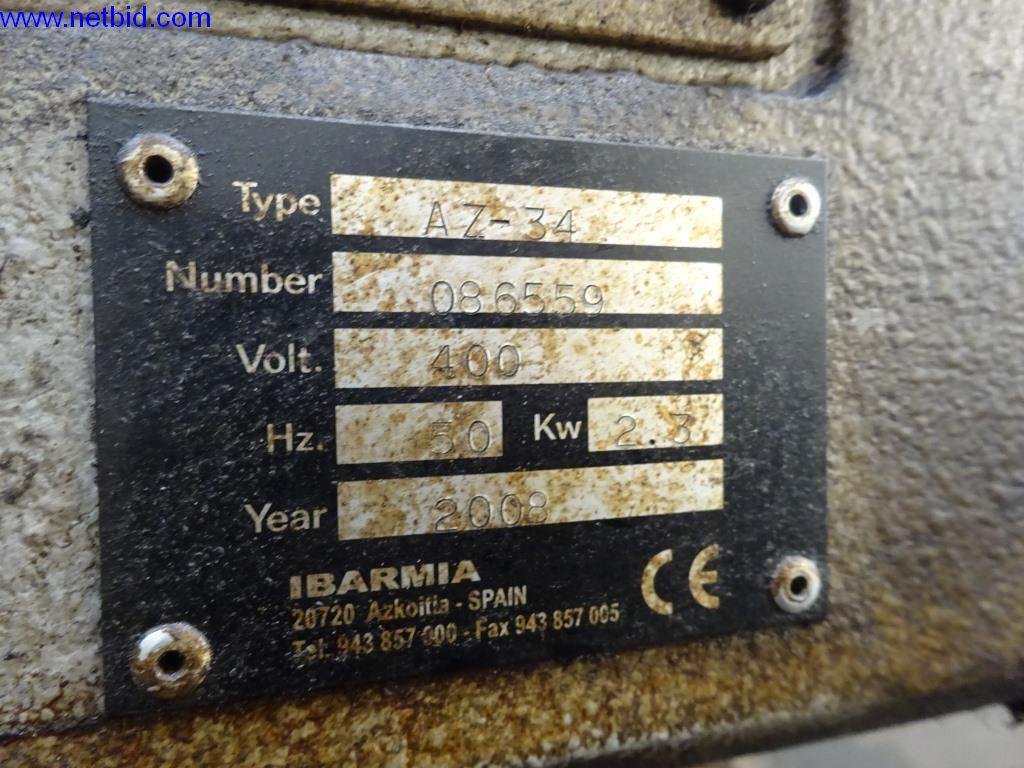 www.netbid.com
Type AZ-34
Number 086559
Volt. 400
Hz. 50 Kw 2.3
Year 2008
IBARMIA
20720 Azkoitia - SPAIN
Tel: 943 857 000 - Fax 943 857 005
CE